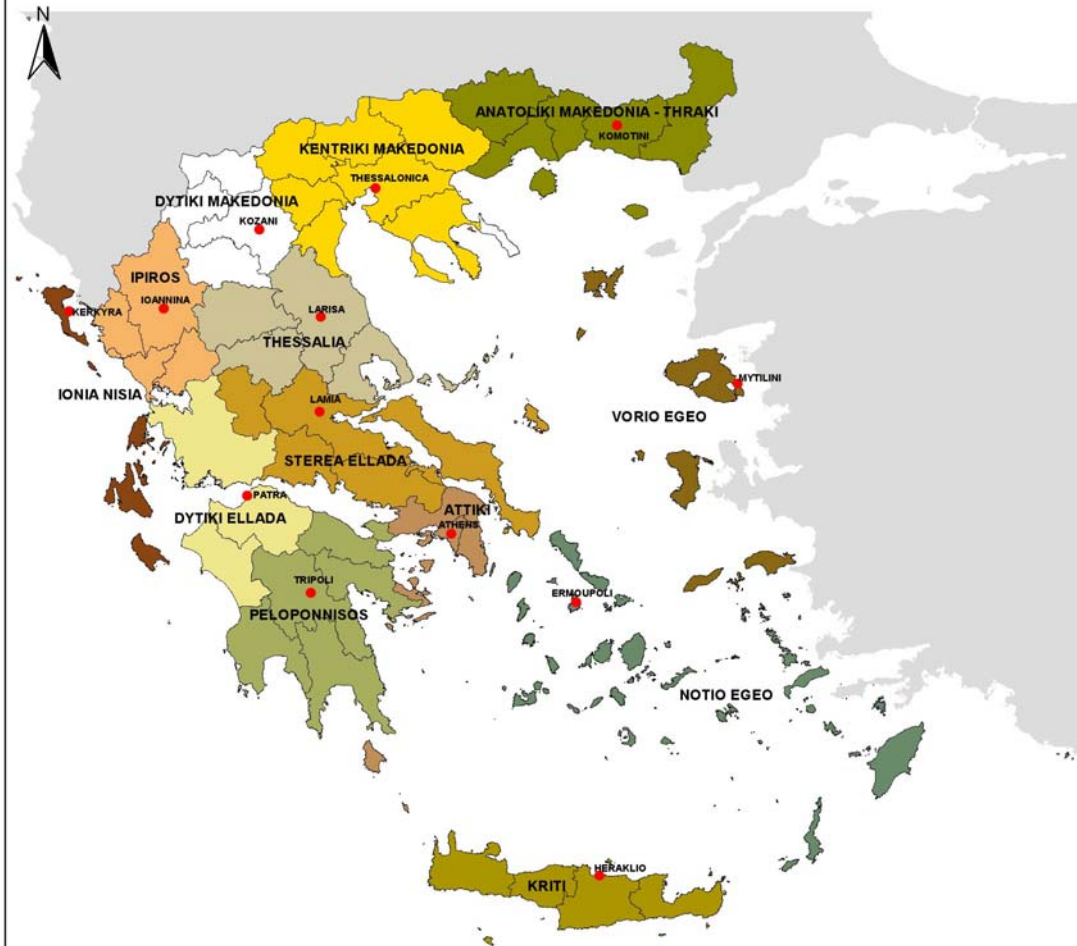 N
ANATOLIKI MAKEDONIA - THRAKI
KOMOTINI
KENTRIKI MAKEDONIA
THESSALONICA
DYTIKI MAKEDONIA
KOZANI
IPIROS
IOANNINA
KERKYRA
LARISA
THESSALIA
IONIA NISIA
LAMIA
MYTILINI
VORIO EGEO
STEREA ELLADA
PATRA
DYTIKI ELLADA
ATTIKI
ATHENS
TRIPOLI
PELOPONNISOS
ERMOUPOLI
NOTIO EGEO
HERAKLIO
KRITI